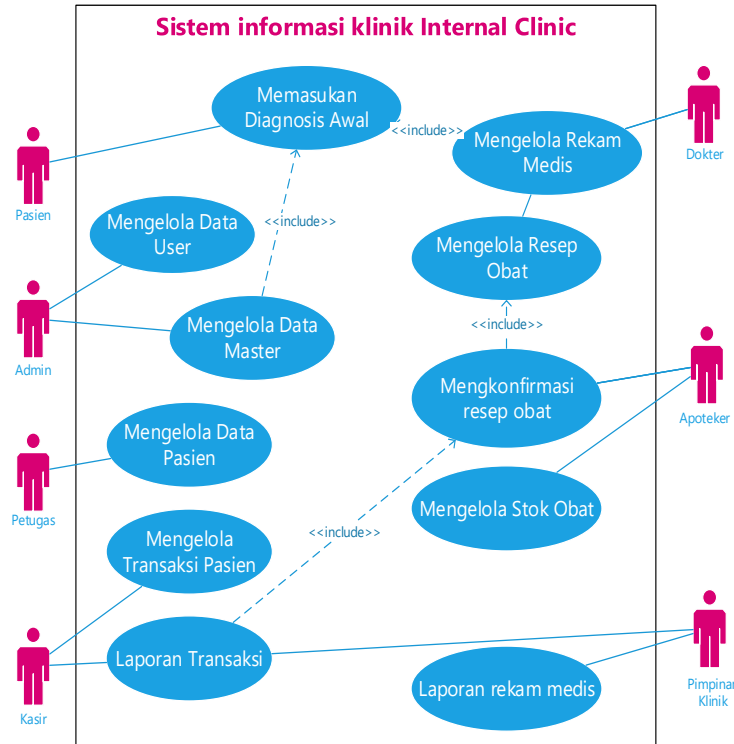 Sistem informasi klinik Internal Clinic
Memasukan
Diagnosis Awal
<<include>>
Mengelola Rekam
Medis
Dokter
Pasien
Mengelola Data
User
<<include>>
Mengelola Resep
Obat
Mengelola Data
Master
<<include>>
Admin
Mengkonfirmasi
resep obat
Apoteker
Mengelola Data
Pasien
Petugas
Mengelola Stok Obat
<<include>>
Mengelola
Transaksi Pasien
Laporan Transaksi
Kasir
Laporan rekam medis
Pimpinan
Klinik